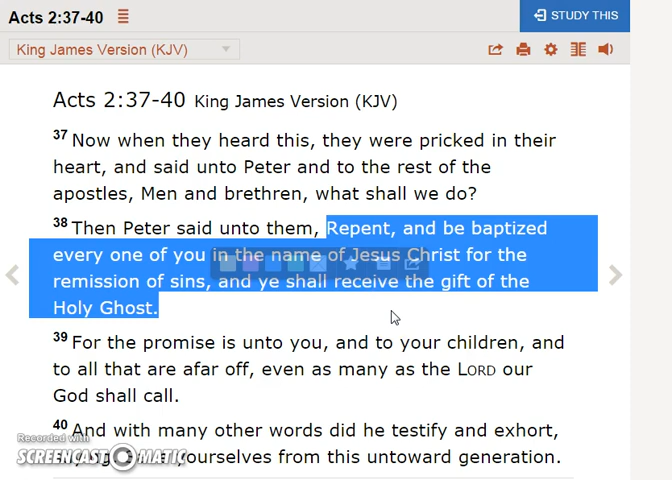 Acts 2:37-40
STUDY THIS
King James Version (KJV)
Acts 2:37-40 King James Version (KJV)
37 Now when they heard this, they were pricked in their
heart, and said unto Peter and to the rest of the
apostles, Men and brethren, what shall we do?
38 Then Peter said unto them, Repent, and be baptized
every one of you in the name of Jesus Christ for the
remission of sins, and ye shall receive the gift of the
Holy Ghost.
39 For the promise is unto you, and to your children, and
to all that are afar off, even as many as the LORD our
God shall call.
40 And with many other words did he testify and exhort,
yourselves from this untoward generation.
Recorded with
SCREENCAST-O-MATIC